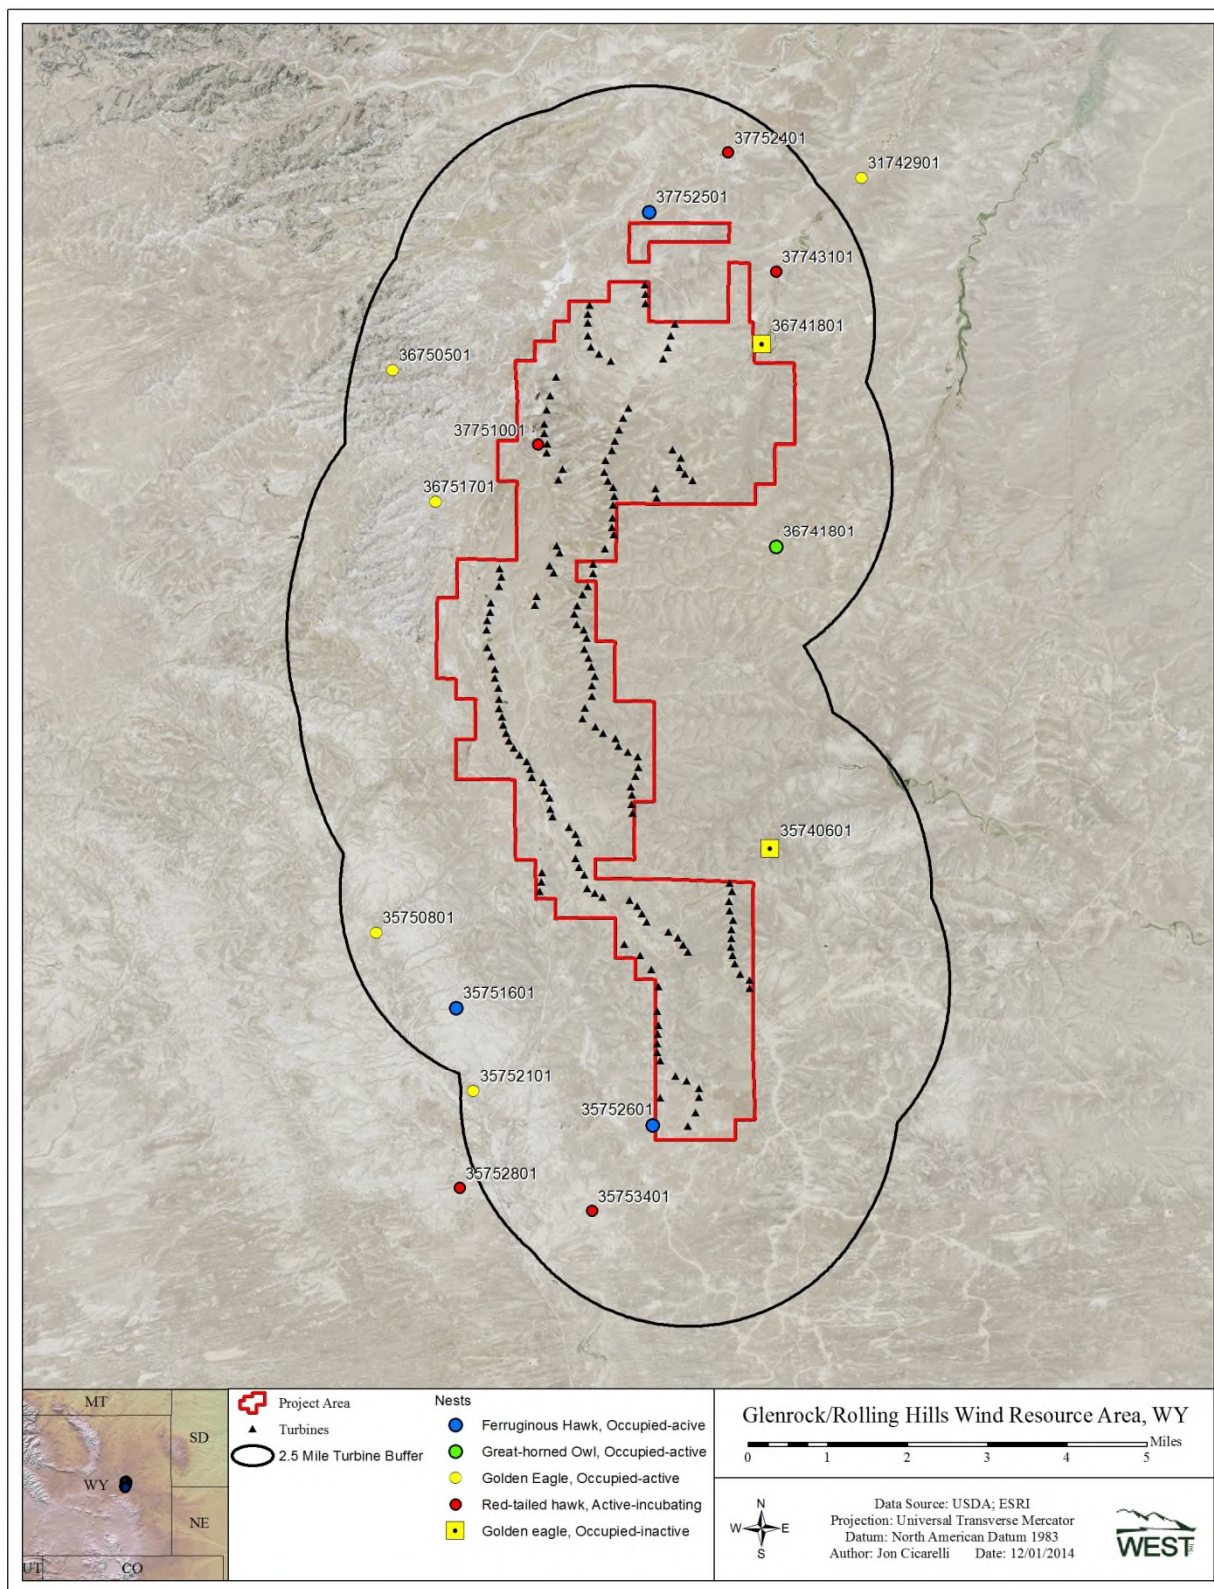 37752401
31742901
37752501
37743101
36741801
36750501
37751001
36751701
36741801
35740601
35750801
35751601
35752101
35752601
35752801
35753401
MT
SD
WY
NE
UT
CO
Project Area
Turbines
2.5 Mile Turbine Buffer
Nests
Ferruginous Hawk, Occupied-acive
Great-horned Owl, Occupied-active
Golden Eagle, Occupied-active
Red-tailed hawk, Active-incubating
Golden eagle, Occupied-inactive
Glenrock/Rolling Hills Wind Resource Area, WY
Miles
0 1 2 3 4 5
N
W E
S
Data Source: USDA; ESRI
Projection: Universal Transverse Mercator
Datum: North American Datum 1983
Author: Jon Cicarelli Date: 12/01/2014
WEST